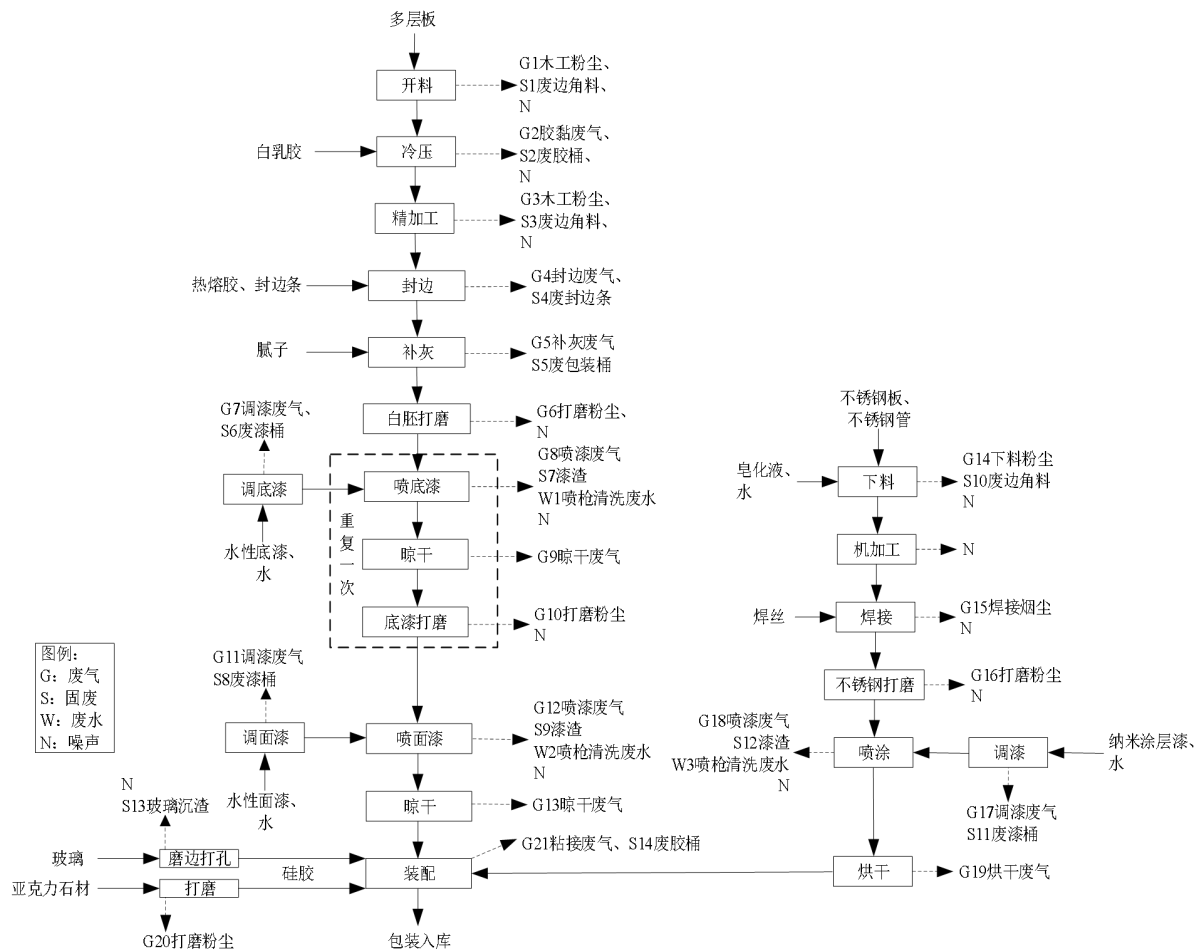 多层板
开料
G1木工粉尘、
S1废边角料、
N
白乳胶
冷压
G2胶黏废气、
S2废胶桶、
N
精加工
G3木工粉尘、
S3废边角料、
N
热熔胶、封边条
封边
G4封边废气、
S4废封边条
腻子
补灰
G5补灰废气
S5废包装桶
白胚打磨
G6打磨粉尘、
N
G7调漆废气、
S6废漆桶
调底漆
水性底漆、
水
重复一次
喷底漆
G8喷漆废气
S7漆渣
W1喷枪清洗废水
N
晾干
G9晾干废气
底漆打磨
G10打磨粉尘
N
图例:
G：废气
S：固废
W：废水
N：噪声
G11调漆废气
S8废漆桶
调面漆
水性面漆、
水
喷面漆
G12喷漆废气
S9漆渣
W2喷枪清洗废水
N
晾干
G13晾干废气
N
S13玻璃沉渣
玻璃
磨边打孔
亚克力石材
打磨
G20打磨粉尘
硅胶
装配
G21粘接废气、S14废胶桶
包装入库
不锈钢板、
不锈钢管
皂化液、
水
下料
G14下料粉尘
S10废边角料
N
机加工
N
焊丝
焊接
G15焊接烟尘
N
不锈钢打磨
G16打磨粉尘
N
G18喷漆废气
S12漆渣
W3喷枪清洗废水
N
喷涂
调漆
纳米涂层漆、
水
G17调漆废气
S11废漆桶
烘干
G19烘干废气